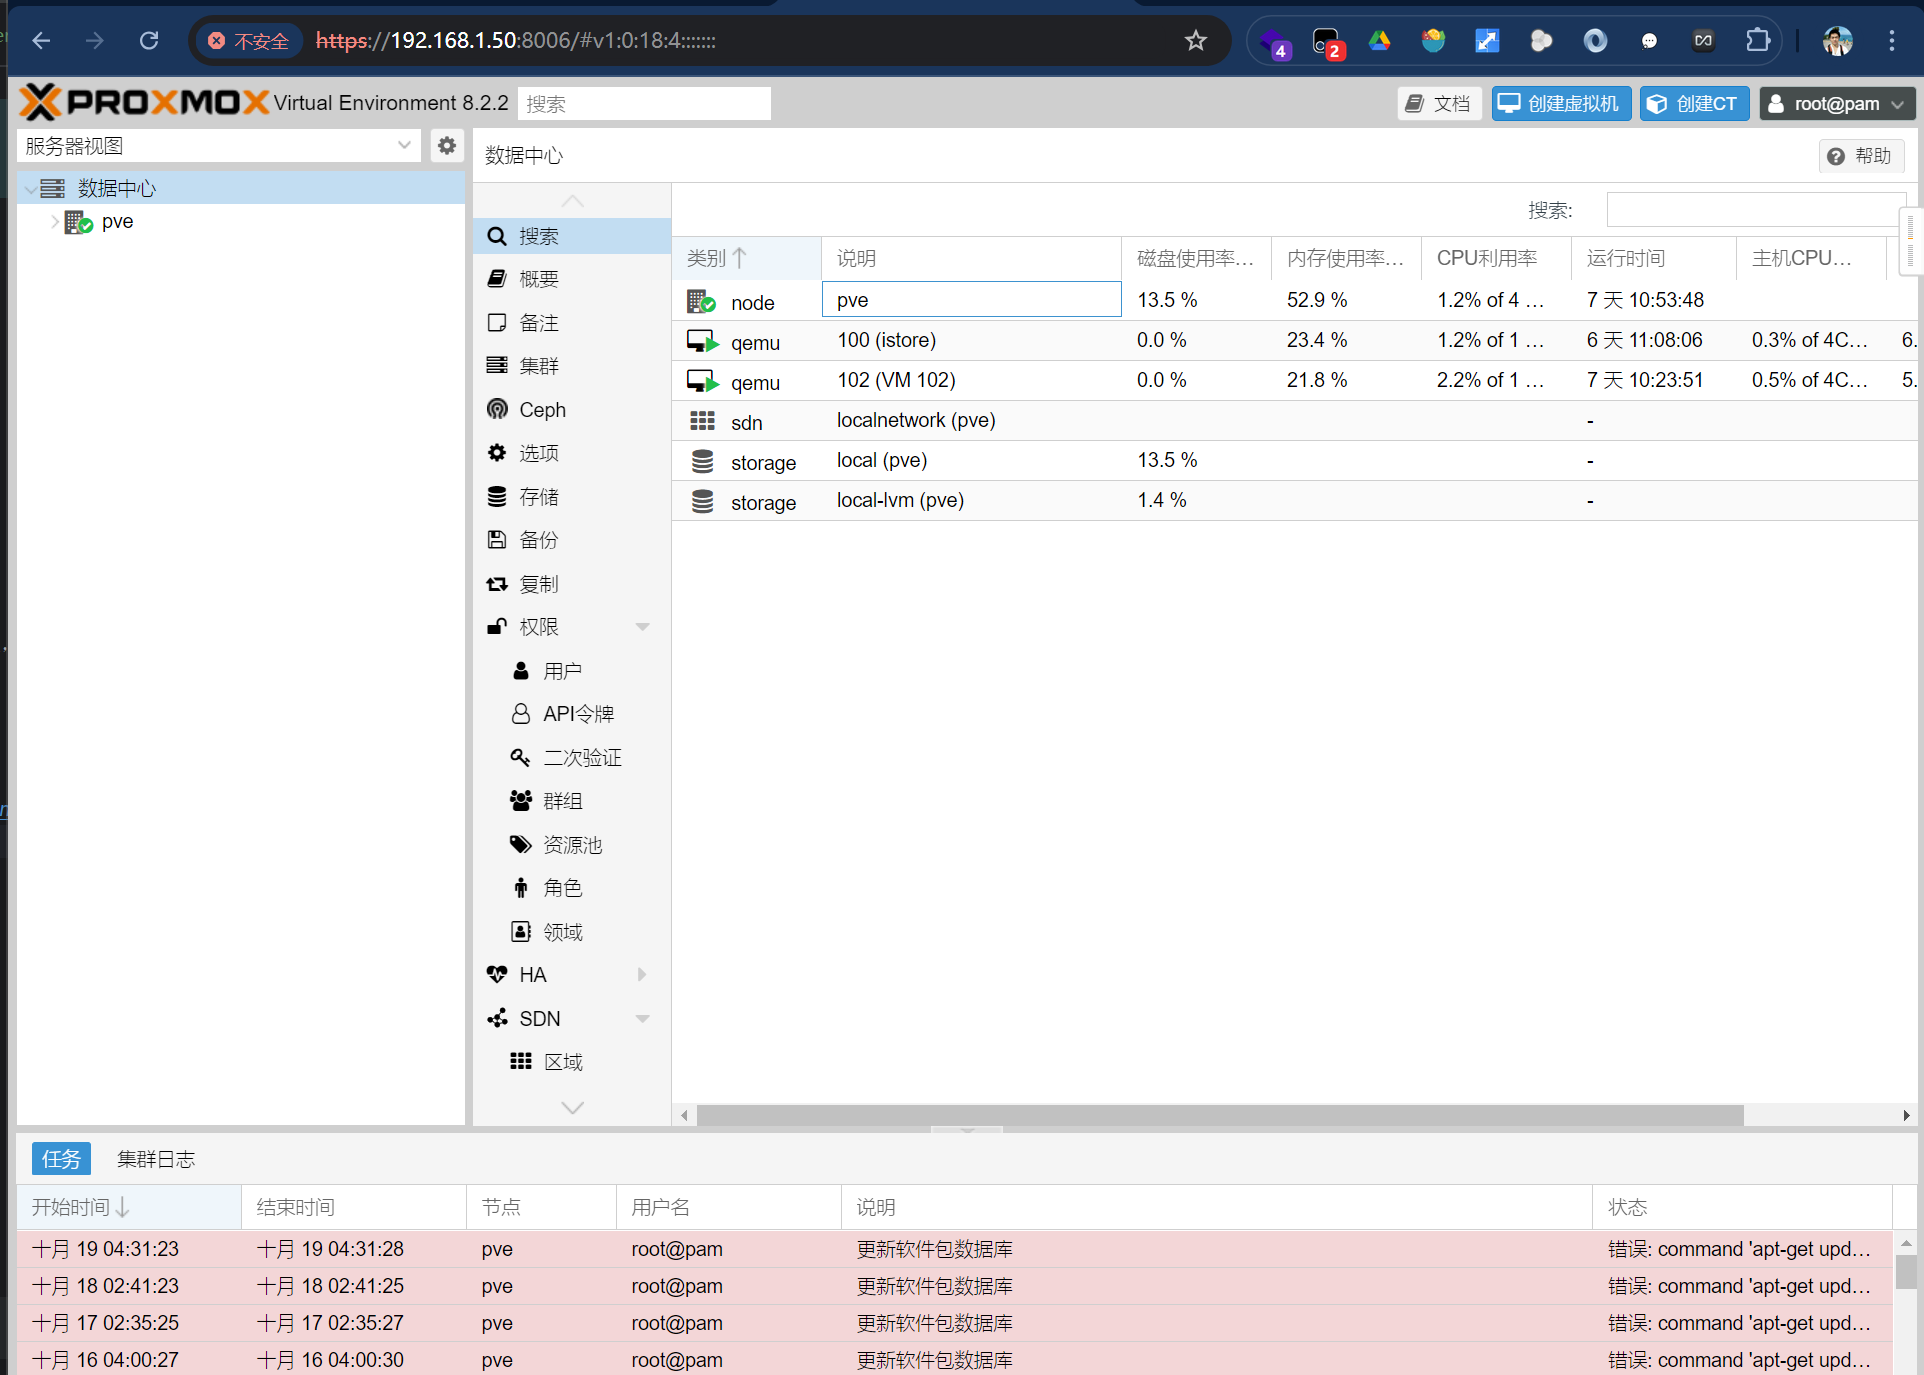 不安全 https://192.168.1.50:8006/#v1:0:18:4:::::::
4
2
PROXMOX Virtual Environment 8.2.2 搜索 文档 创建虚拟机 创建CT root@pam
服务器视图
数据中心 帮助
数据中心
pve
搜索:
搜索
概要
备注
集群
Ceph
选项
存储
备份
复制
权限
用户
API令牌
二次验证
群组
资源池
角色
领域
HA
SDN
区域
类别 说明 磁盘使用率... 内存使用率... CPU利用率 运行时间 主机CPU...
node pve 13.5 % 52.9 % 1.2% of 4 ... 7 天 10:53:48
qemu 100 (istore) 0.0 % 23.4 % 1.2% of 1 ... 6 天 11:08:06 0.3% of 4C... 6.
qemu 102 (VM 102) 0.0 % 21.8 % 2.2% of 1 ... 7 天 10:23:51 0.5% of 4C... 5.
sdn localnetwork (pve) -
storage local (pve) 13.5 % -
storage local-lvm (pve) 1.4 % -
任务 集群日志
开始时间 结束时间 节点 用户名 说明 状态
十月 19 04:31:23 十月 19 04:31:28 pve root@pam 更新软件包数据库 错误: command 'apt-get upd...
十月 18 02:41:23 十月 18 02:41:25 pve root@pam 更新软件包数据库 错误: command 'apt-get upd...
十月 17 02:35:25 十月 17 02:35:27 pve root@pam 更新软件包数据库 错误: command 'apt-get upd...
十月 16 04:00:27 十月 16 04:00:30 pve root@pam 更新软件包数据库 错误: command 'apt-get upd...